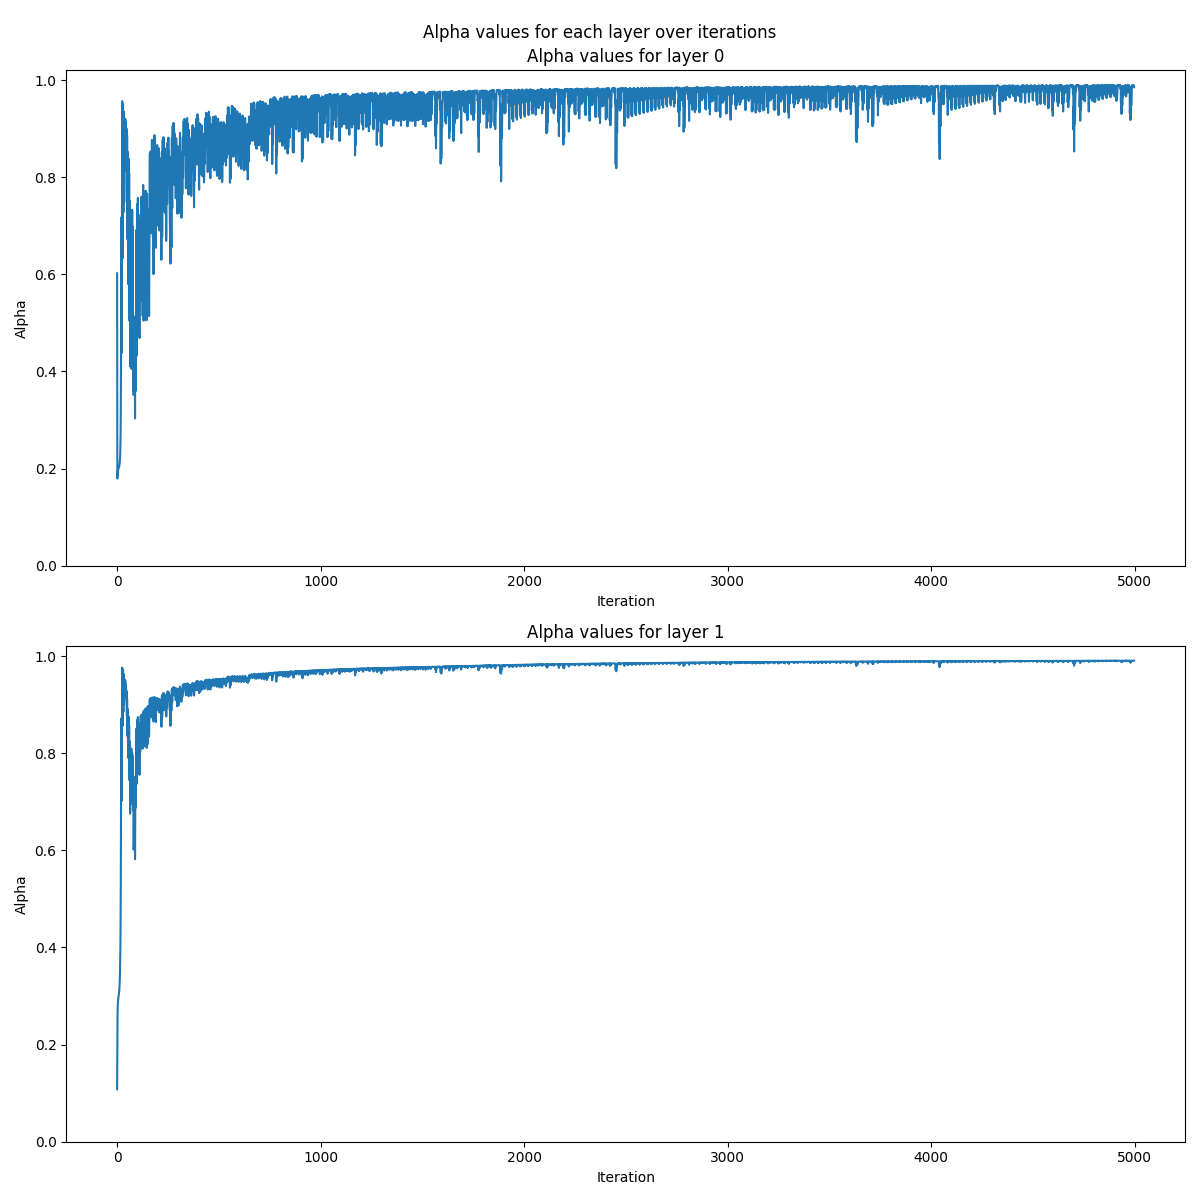 Alpha values for each layer over iterations
Alpha values for layer 0
1.0
0.8
0.6
0.4
0.2
0.0
Alpha
0 1000 2000 3000 4000 5000
Iteration
Alpha values for layer 1
1.0
0.8
0.6
0.4
0.2
0.0
Alpha
0 1000 2000 3000 4000 5000
Iteration